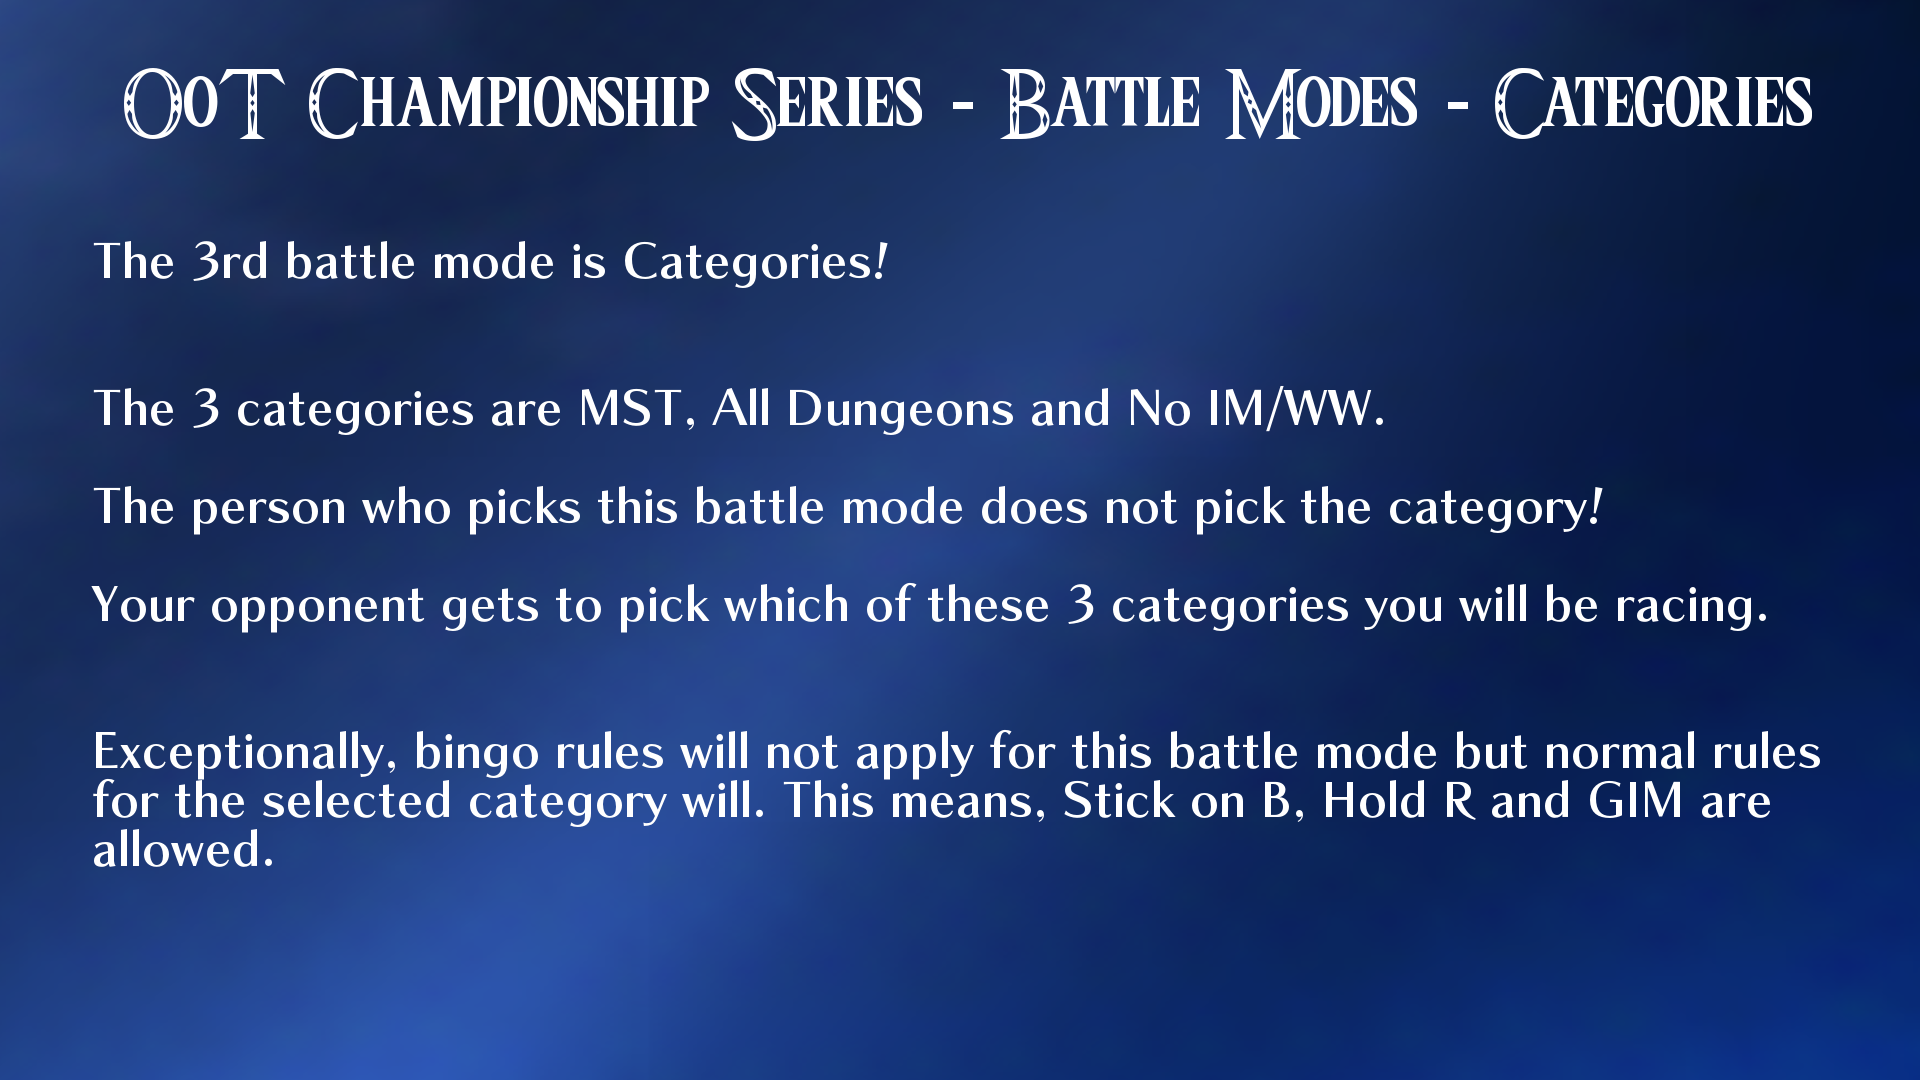 OoT Championship Series - Battle Modes - Categories
The 3rd battle mode is Categories!
The 3 categories are MST, All Dungeons and No IM/WW.
The person who picks this battle mode does not pick the category!
Your opponent gets to pick which of these 3 categories you will be racing.
Exceptionally, bingo rules will not apply for this battle mode but normal rules
for the selected category will. This means, Stick on B, Hold R and GIM are
allowed.